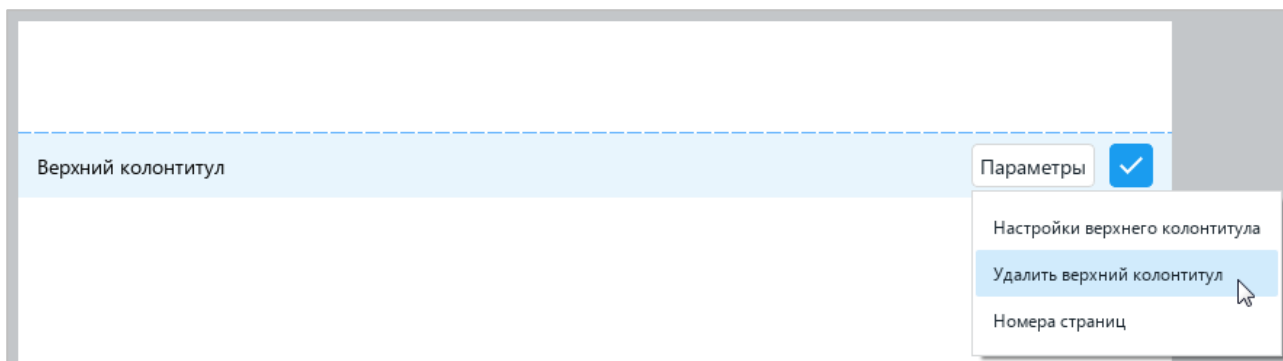 Верхний колонтитул
Параметры
Настройки верхнего колонтитула
Удалить верхний колонтитул
Номера страниц